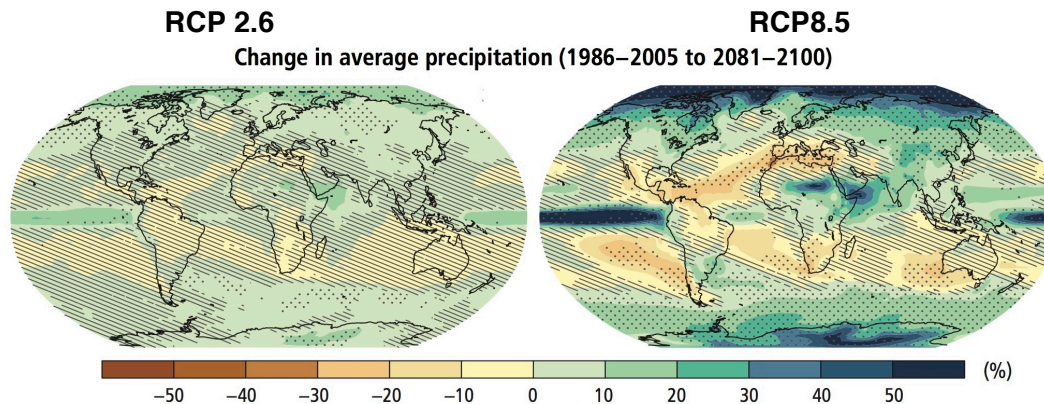 RCP 2.6 RCP8.5
Change in average precipitation (1986–2005 to 2081–2100)
(%)
–50 –40 –30 –20 –10 0 10 20 30 40 50